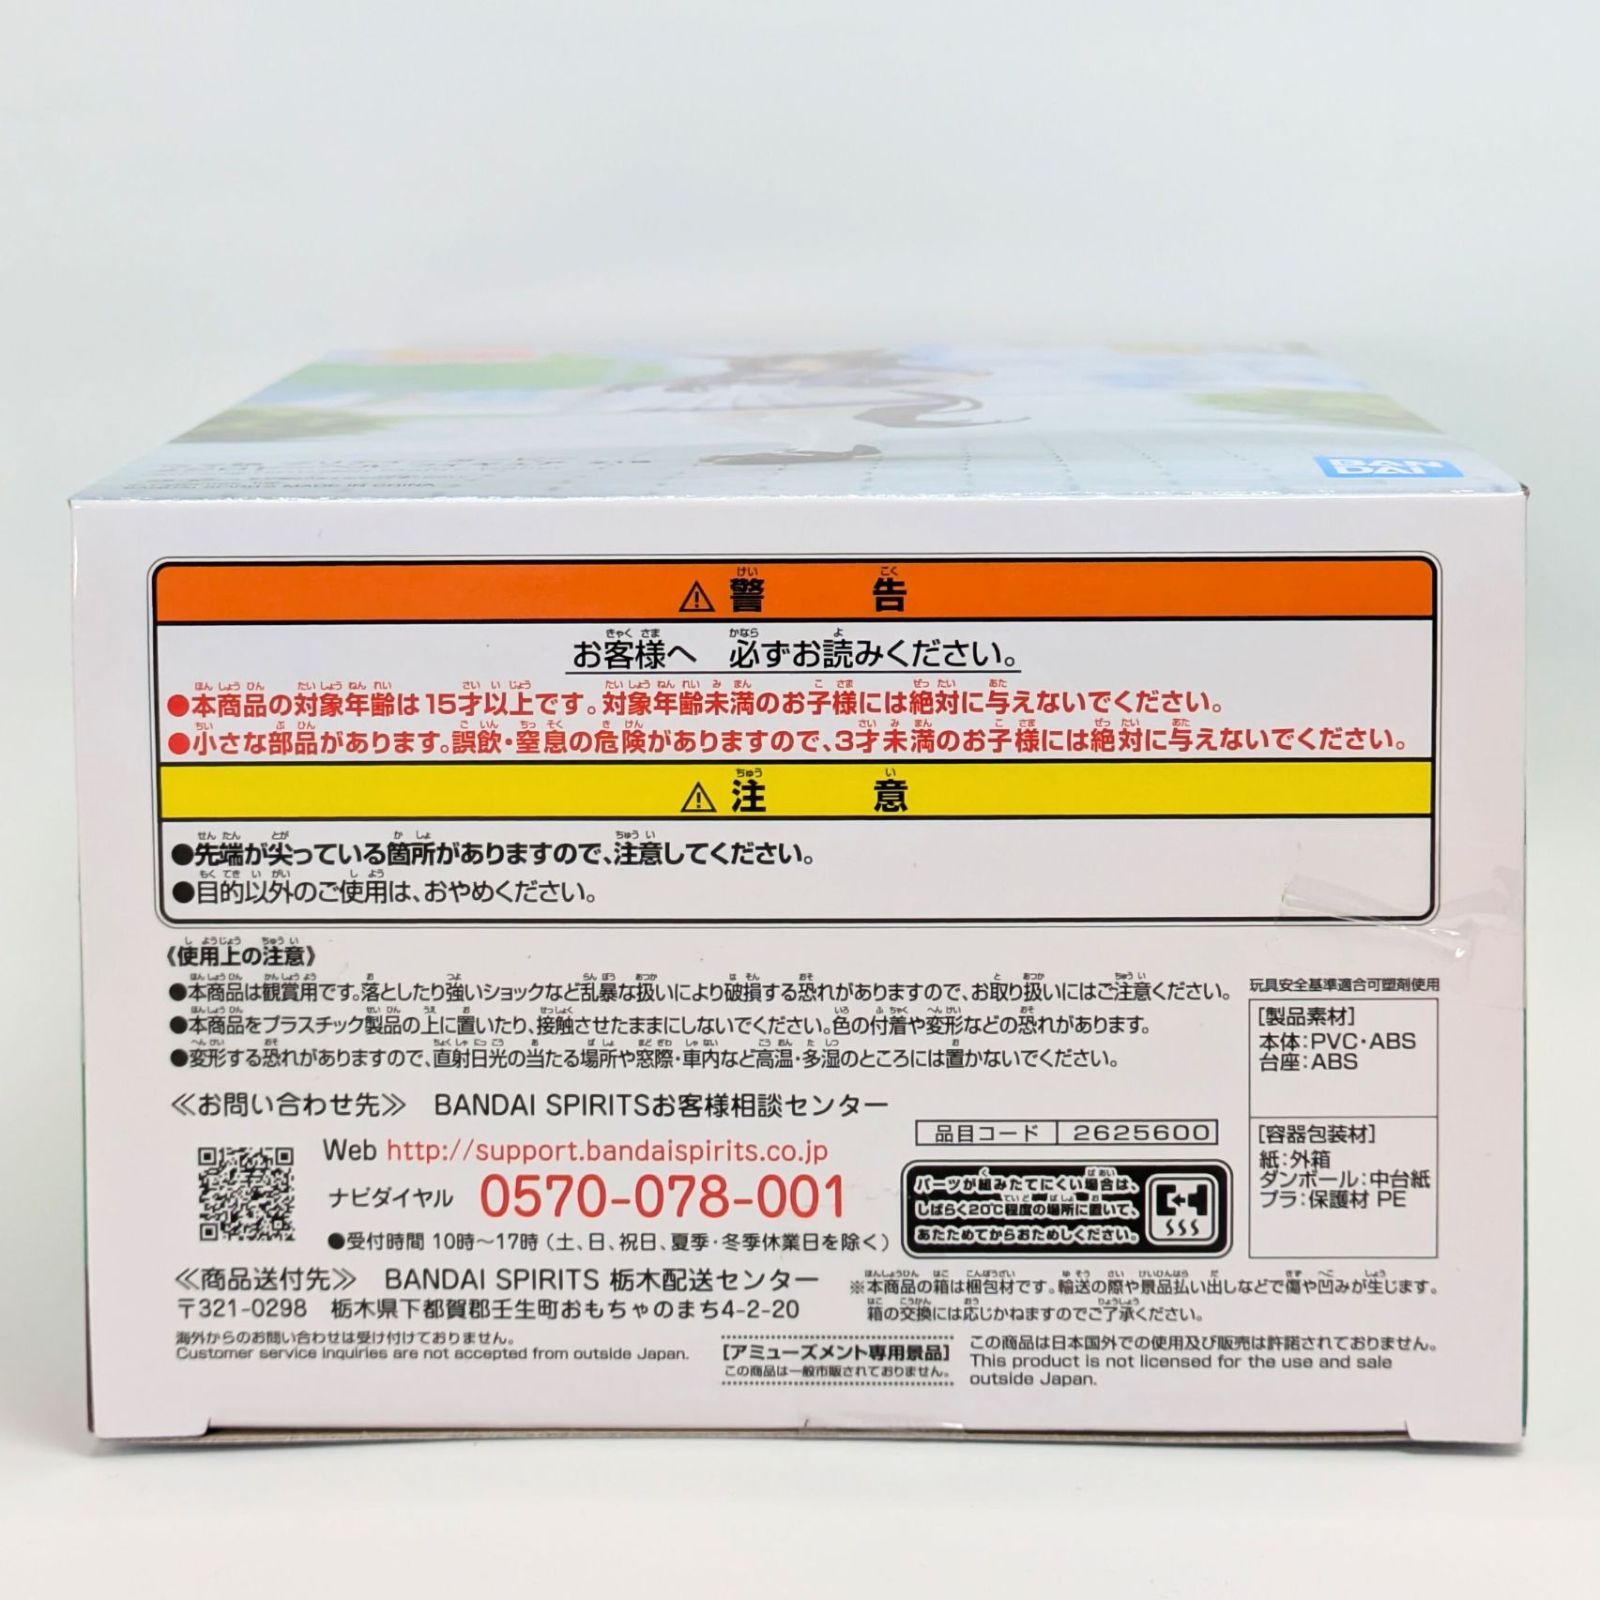 BANDAI
MADE IN CHINA
⚠警告
お客様へ 必ずお読みください。
●本商品の対象年齢は15才以上です。対象年齢未満のお子様には絶対に与えないでください。
●小さな部品があります。誤飲・窒息の危険がありますので、3才未満のお子様には絶対に与えないでください。
⚠注意
●先端が尖っている箇所がありますので、注意してください。
●目的以外のご使用は、おやめください。
《使用上の注意》
●本商品は観賞用です。落としたり強いショックなど乱暴な扱いにより破損する恐れがありますので、お取り扱いにはご注意ください。
●本商品をプラスチック製品の上に置いたり、接触させたままにしないでください。色の付着や変形などの恐れがあります。
●変形する恐れがありますので、直射日光の当たる場所や窓際・車内など高温・多湿のところには置かないでください。
玩具安全基準適合可塑剤使用
[製品素材]
本体:PVC・ABS
台座:ABS
[容器包装材]
紙:外箱
ダンボール:中台紙
プラ:保護材 PE
≪お問い合わせ先≫ BANDAI SPIRITSお客様相談センター
Web http://support.bandaispirits.co.jp
ナビダイヤル 0570-078-001
●受付時間 10時～17時(土、日、祝日、夏季・冬季休業日を除く)
品目コード 2625600
パーツが組みたてにくい場合は、
しばらく20℃程度の場所に置いて、
あたためてからおためしください。
≪商品送付先≫ BANDAI SPIRITS 栃木配送センター
〒321-0298 栃木県下都賀郡壬生町おもちゃのまち4-2-20
※本商品の箱は梱包材です。輸送の際や景品払い出しなどで傷や凹みが生じます。
箱の交換には応じかねますのでご了承ください。
海外からのお問い合わせは受け付けておりません。
Customer service inquiries are not accepted from outside Japan.
[アミューズメント専用景品]
この商品は一般市販されておりません。
この商品は日本国外での使用及び販売は許諾されておりません。
This product is not licensed for the use and sale
outside Japan.